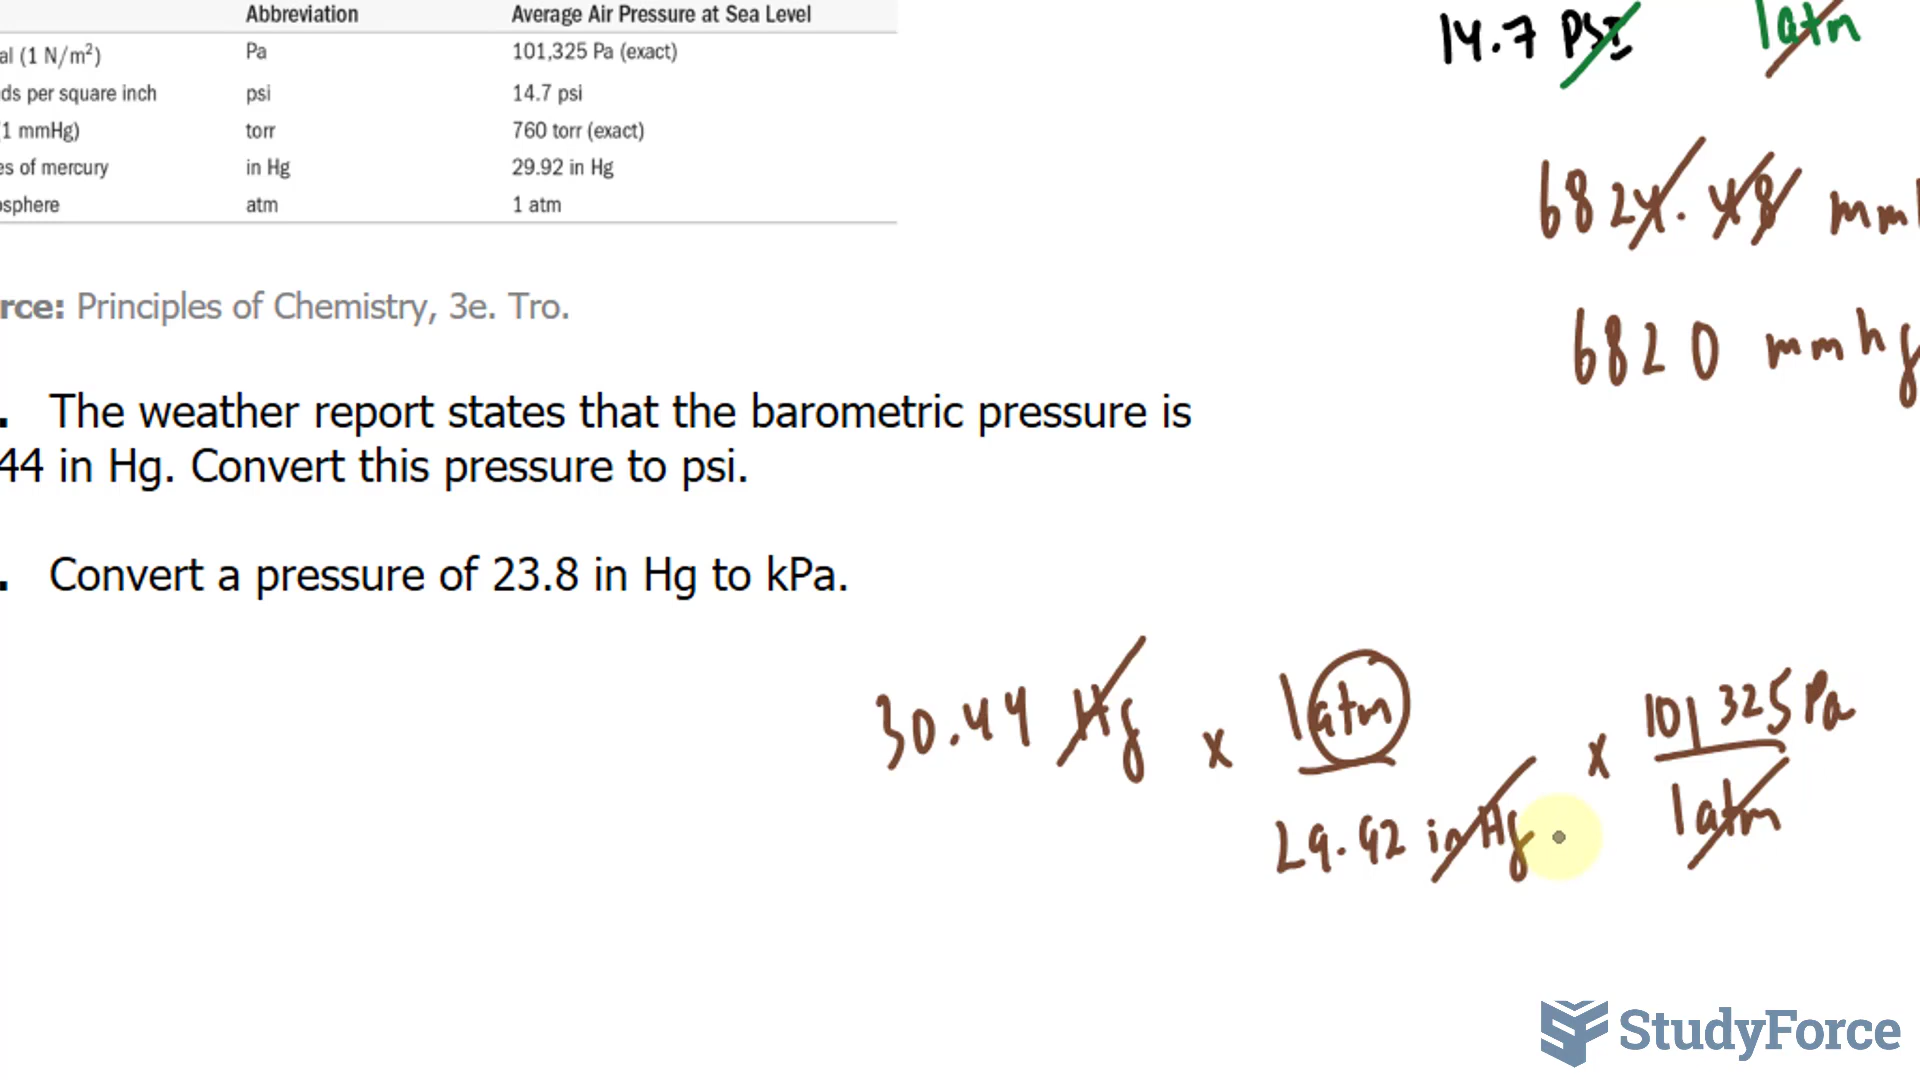 Abbreviation Average Air Pressure at Sea Level
al (1 N/m²) Pa 101,325 Pa (exact)
ds per square inch psi 14.7 psi
(1 mmHg) torr 760 torr (exact)
es of mercury in Hg 29.92 in Hg
osphere atm 1 atm
14.7 PSI 1atm
6824.48 mm
6820 mmhg
rce: Principles of Chemistry, 3e. Tro.
. The weather report states that the barometric pressure is
44 in Hg. Convert this pressure to psi.
. Convert a pressure of 23.8 in Hg to kPa.
30.44 Hg x 1atm x 101325 Pa
29.92 in Hg 1atm
StudyForce